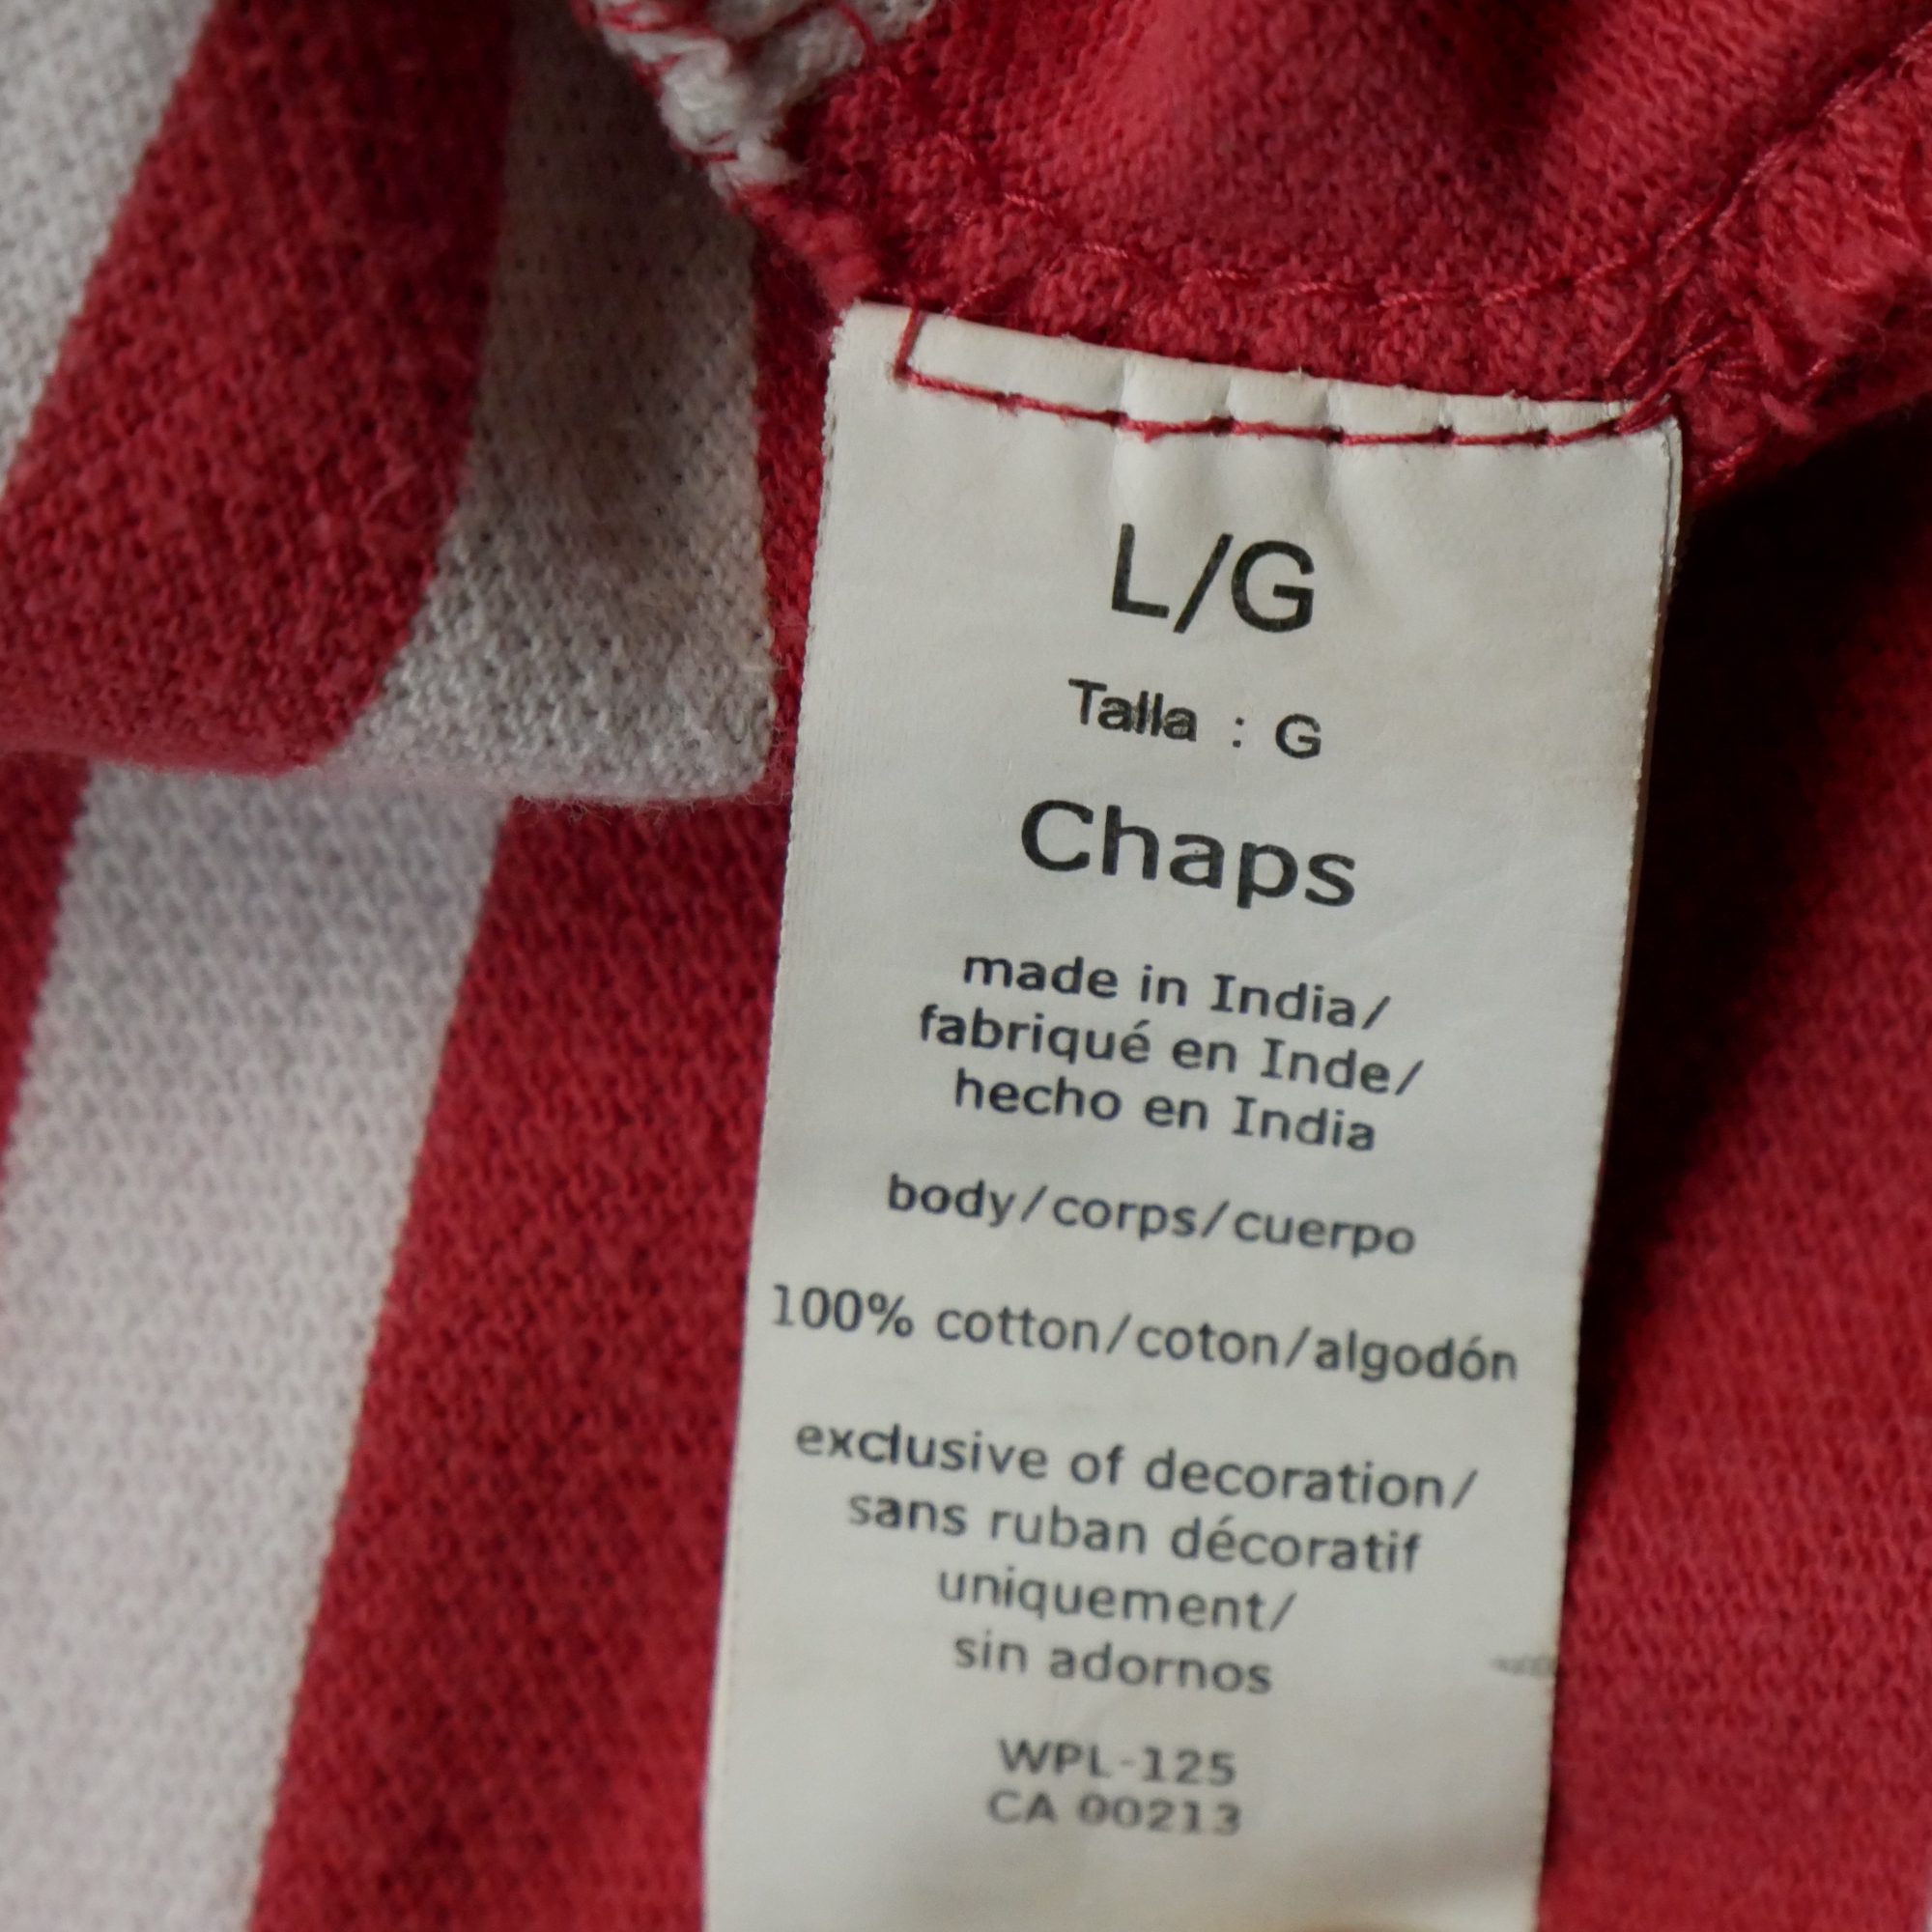 L/G
Talla : G
Chaps
made in India/
fabriqué en Inde/
hecho en India
body/corps/cuerpo
100% cotton/coton/algodón
exclusive of decoration/
sans ruban décoratif
uniquement/
sin adornos
WPL-125
CA 00213